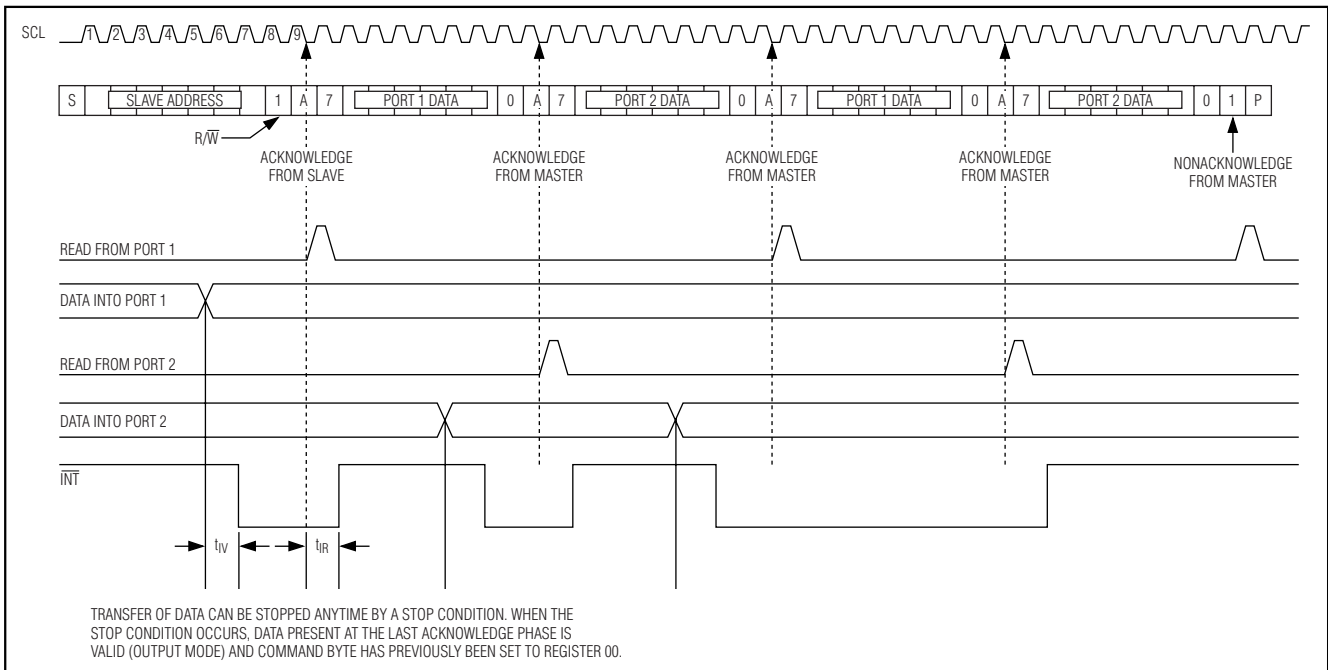 SCL 1 2 3 4 5 6 7 8 9
S SLAVE ADDRESS 1 A 7 PORT 1 DATA 0 A 7 PORT 2 DATA 0 A 7 PORT 1 DATA 0 A 7 PORT 2 DATA 0 1 P
R/W̅
ACKNOWLEDGE
FROM SLAVE
ACKNOWLEDGE
FROM MASTER
ACKNOWLEDGE
FROM MASTER
ACKNOWLEDGE
FROM MASTER
NONACKNOWLEDGE
FROM MASTER
READ FROM PORT 1
DATA INTO PORT 1
READ FROM PORT 2
DATA INTO PORT 2
I̅N̅T̅
tIV
tIR
TRANSFER OF DATA CAN BE STOPPED ANYTIME BY A STOP CONDITION. WHEN THE
STOP CONDITION OCCURS, DATA PRESENT AT THE LAST ACKNOWLEDGE PHASE IS
VALID (OUTPUT MODE) AND COMMAND BYTE HAS PREVIOUSLY BEEN SET TO REGISTER 00.